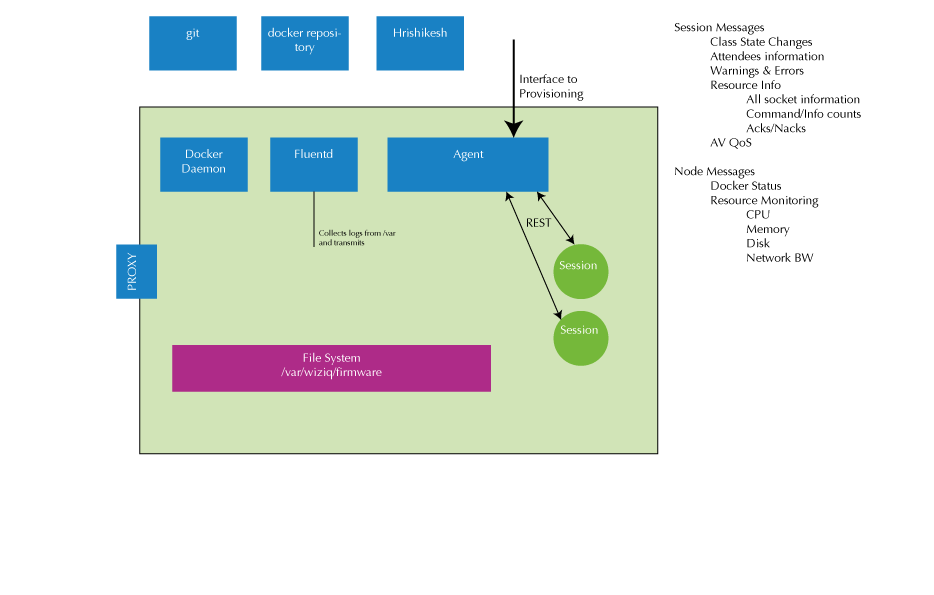 git
docker reposi-
tory
Hrishikesh
Interface to
Provisioning
Docker
Daemon
Fluentd
Agent
Collects logs from /var
and transmits
REST
PROXY
Session
Session
File System
/var/wiziq/firmware
Session Messages
Class State Changes
Attendees information
Warnings & Errors
Resource Info
All socket information
Command/Info counts
Acks/Nacks
AV QoS
Node Messages
Docker Status
Resource Monitoring
CPU
Memory
Disk
Network BW